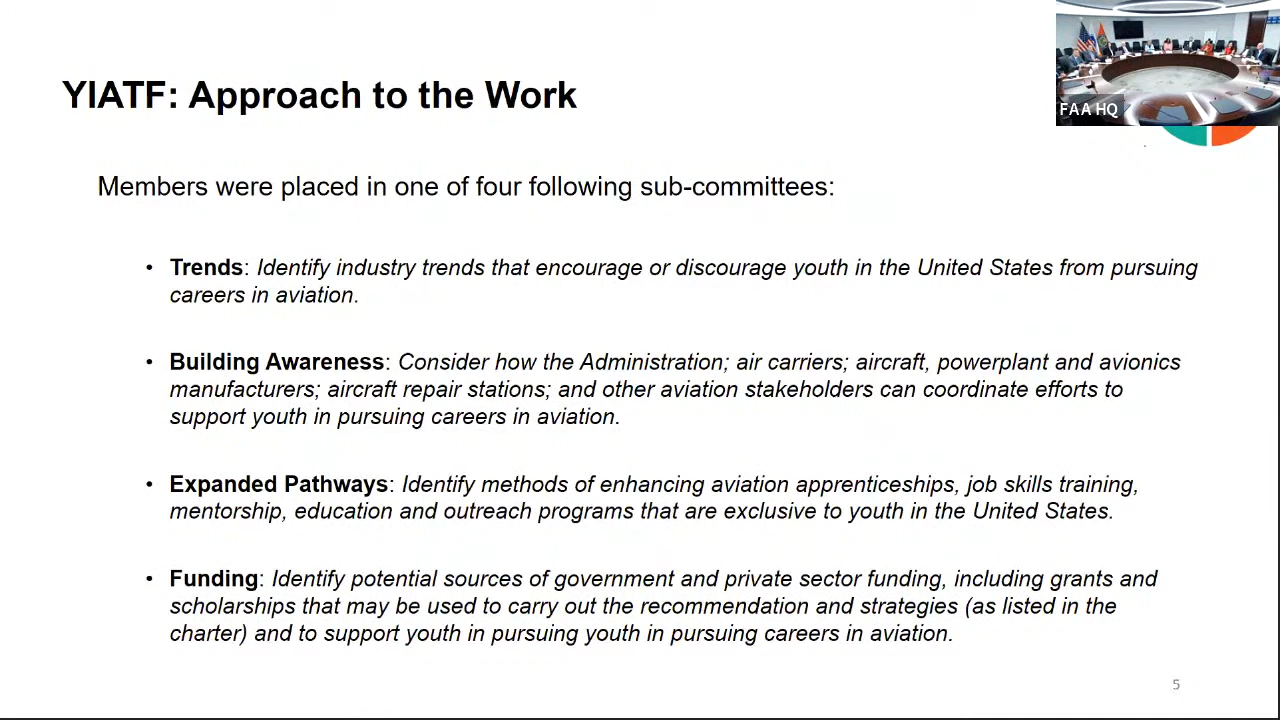 FAA HQ
YIATF: Approach to the Work
Members were placed in one of four following sub-committees:
• Trends: Identify industry trends that encourage or discourage youth in the United States from pursuing
careers in aviation.
• Building Awareness: Consider how the Administration; air carriers; aircraft, powerplant and avionics
manufacturers; aircraft repair stations; and other aviation stakeholders can coordinate efforts to
support youth in pursuing careers in aviation.
• Expanded Pathways: Identify methods of enhancing aviation apprenticeships, job skills training,
mentorship, education and outreach programs that are exclusive to youth in the United States.
• Funding: Identify potential sources of government and private sector funding, including grants and
scholarships that may be used to carry out the recommendation and strategies (as listed in the
charter) and to support youth in pursuing youth in pursuing careers in aviation.
5